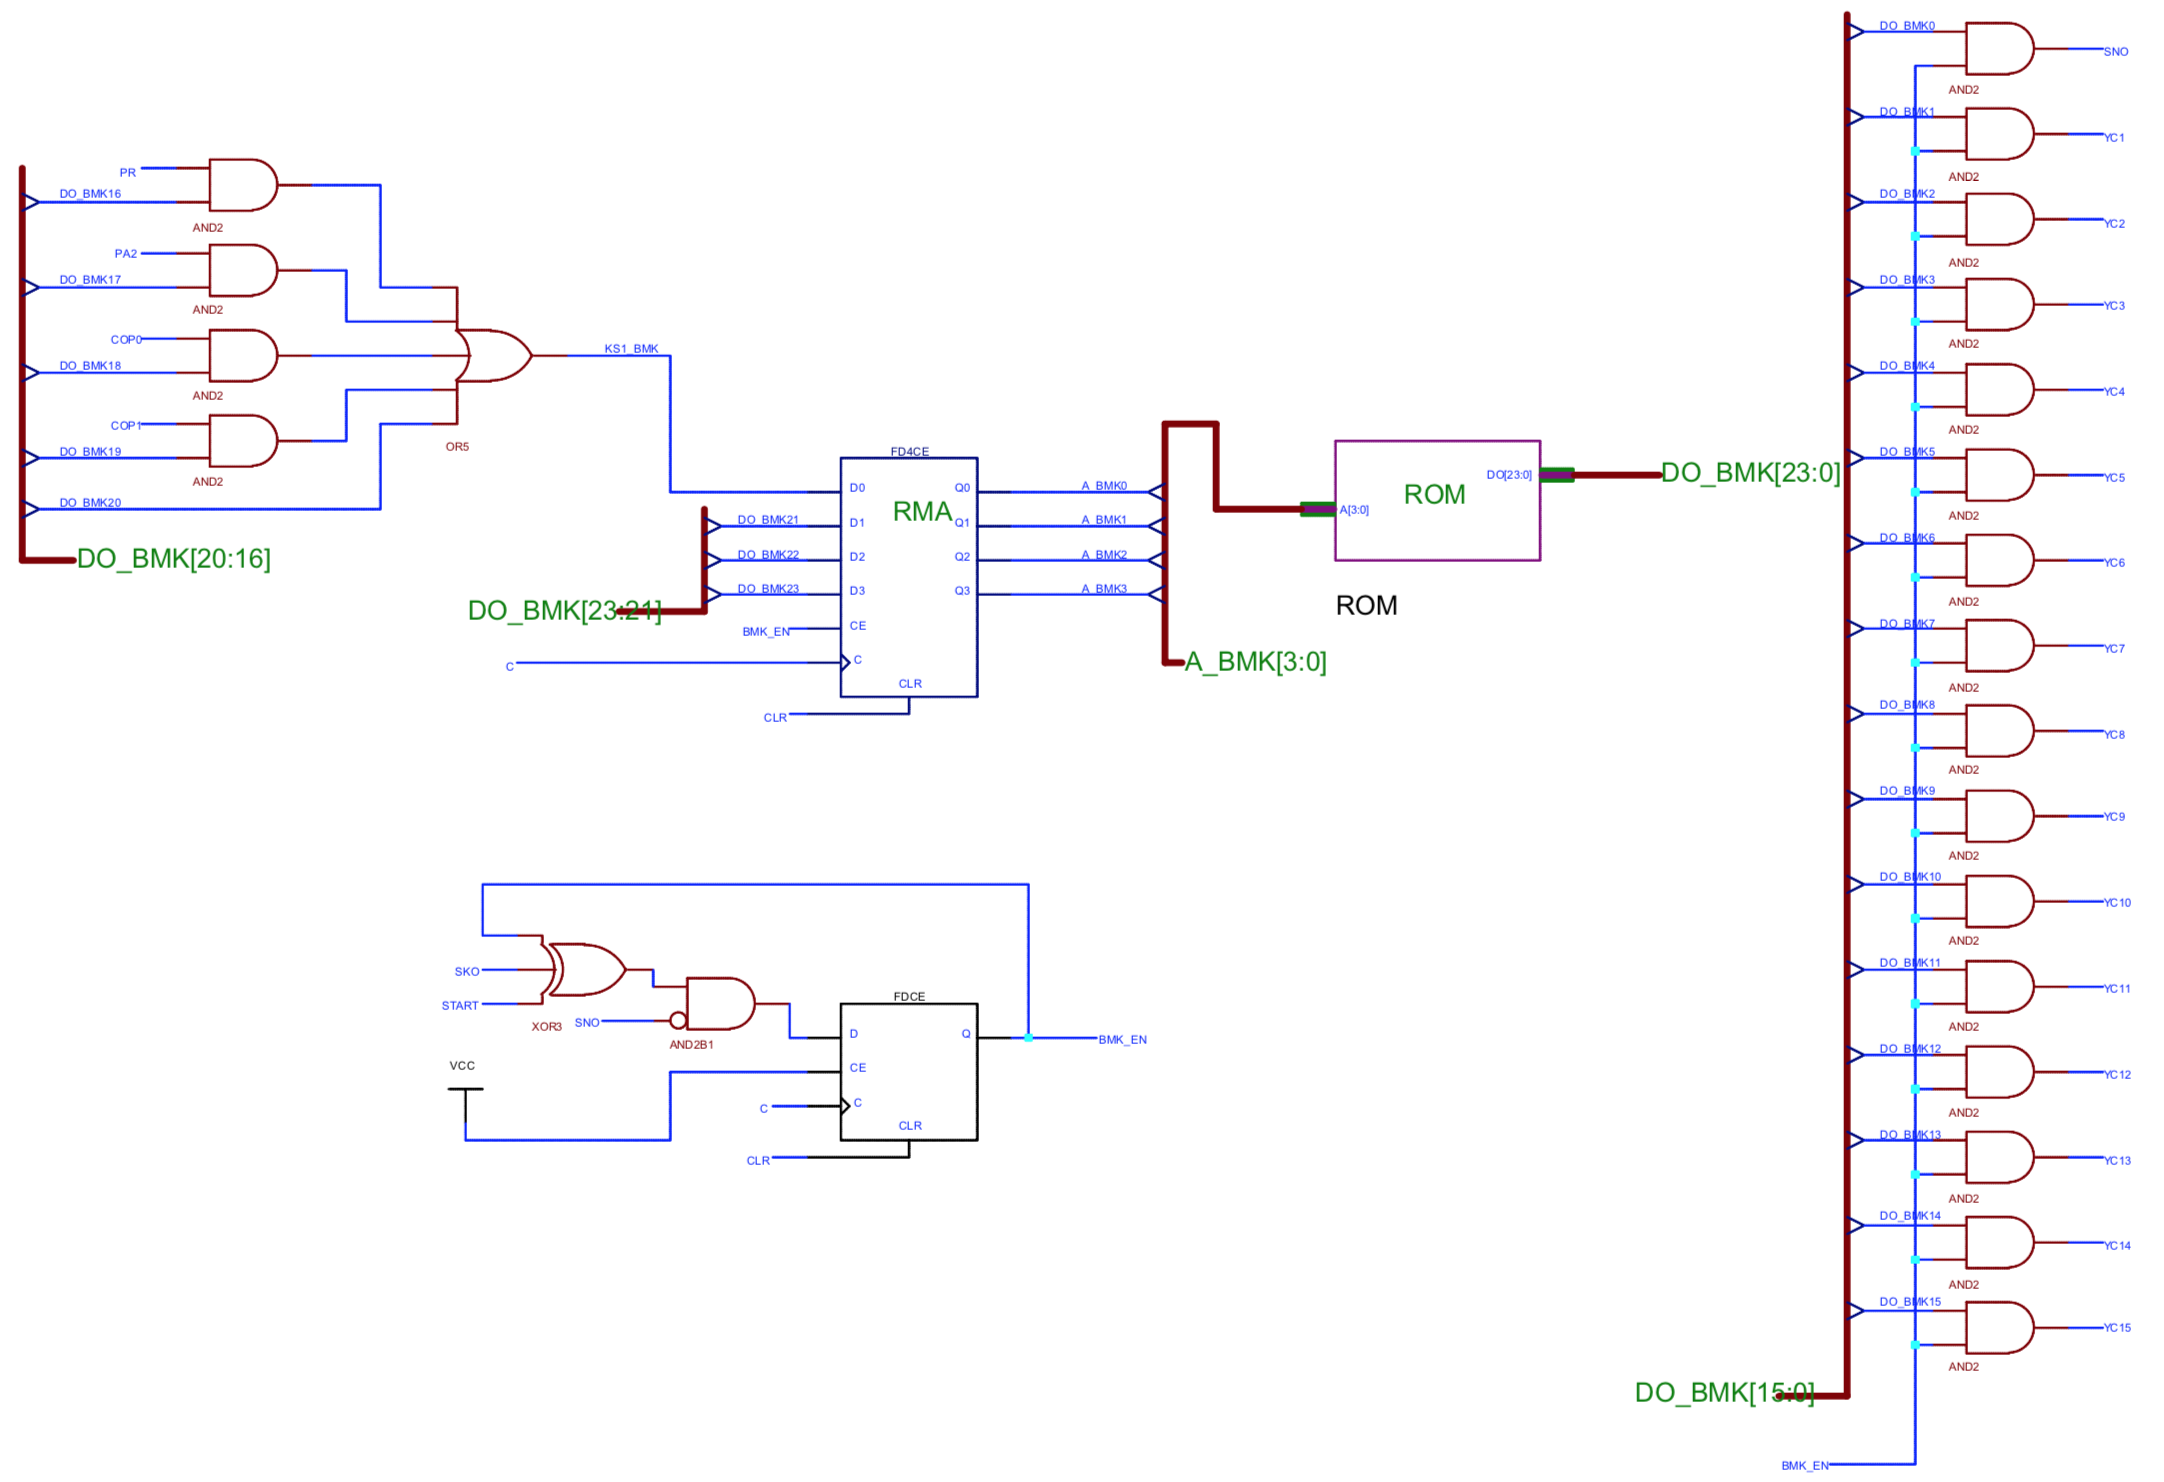 PR
DO_BMK16
AND2
PA2
DO_BMK17
AND2
COP0
DO_BMK18
AND2
COP1
DO_BMK19
AND2
DO_BMK20
DO_BMK[20:16]
OR5
KS1_BMK
FD4CE
RMA
D0
D1
D2
D3
CE
C
CLR
Q0
Q1
Q2
Q3
DO_BMK21
DO_BMK22
DO_BMK23
DO_BMK[23:21]
BMK_EN
C
CLR
A_BMK0
A_BMK1
A_BMK2
A_BMK3
A_BMK[3:0]
A[3:0]
ROM
DO[23:0]
ROM
DO_BMK[23:0]
SKO
START
XOR3
SNO
AND2B1
VCC
FDCE
D
CE
C
CLR
Q
C
CLR
BMK_EN
DO_BMK0
AND2
SNO
DO_BMK1
AND2
YC1
DO_BMK2
AND2
YC2
DO_BMK3
AND2
YC3
DO_BMK4
AND2
YC4
DO_BMK5
AND2
YC5
DO_BMK6
AND2
YC6
DO_BMK7
AND2
YC7
DO_BMK8
AND2
YC8
DO_BMK9
AND2
YC9
DO_BMK10
AND2
YC10
DO_BMK11
AND2
YC11
DO_BMK12
AND2
YC12
DO_BMK13
AND2
YC13
DO_BMK14
AND2
YC14
DO_BMK15
AND2
YC15
DO_BMK[15:0]
BMK_EN